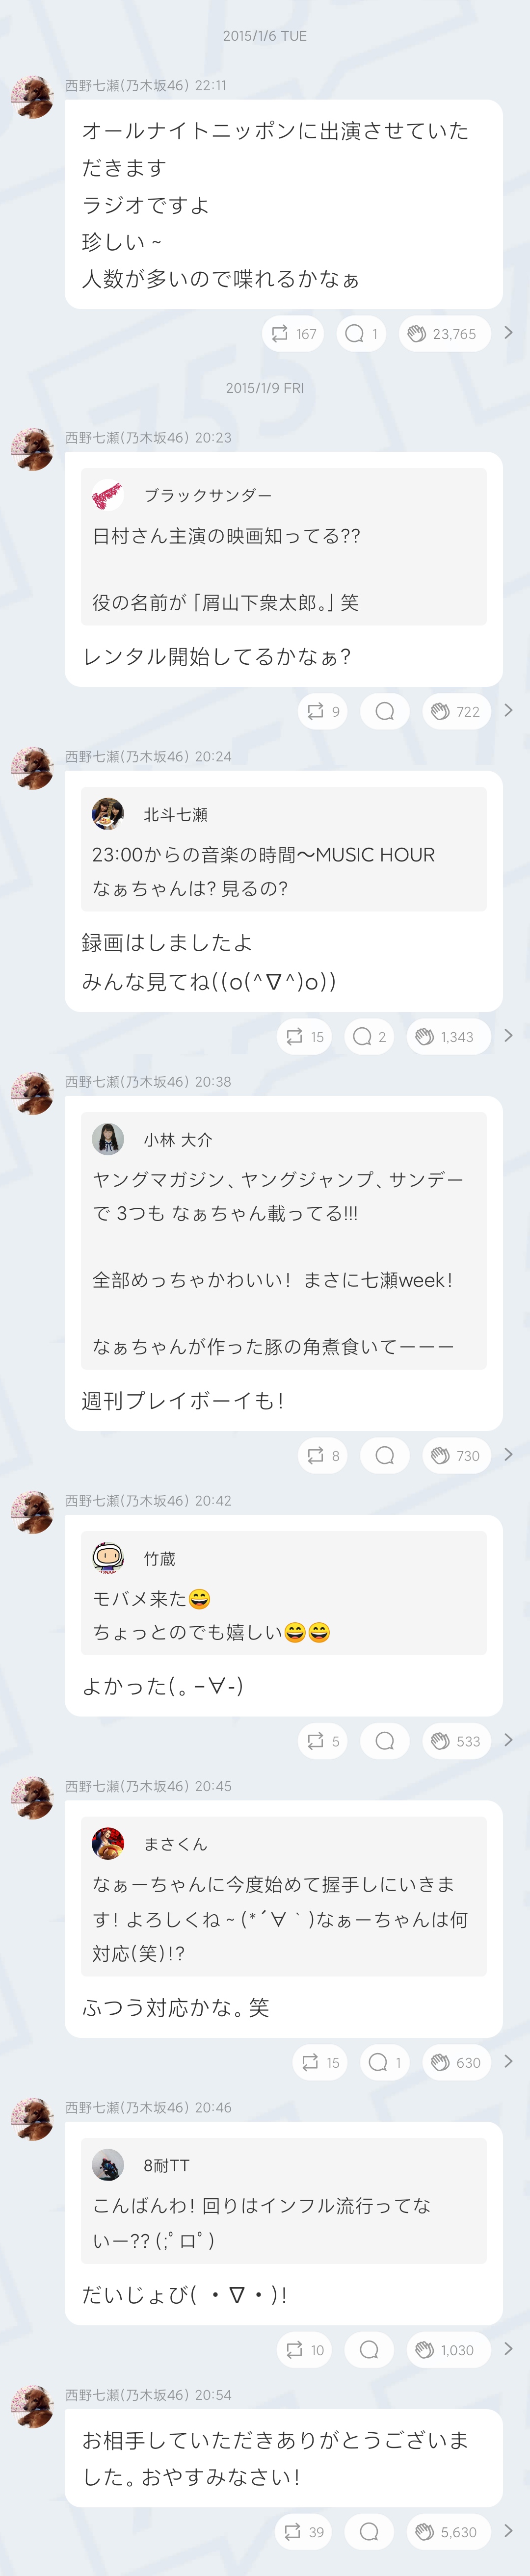 2015/1/6 TUE
西野七瀬(乃木坂46) 22:11
オールナイトニッポンに出演させていた
だきます
ラジオですよ
珍しい ~
人数が多いので喋れるかなぁ
167 1 23,765
2015/1/9 FRI
西野七瀬(乃木坂46) 20:23
ブラックサンダー
日村さん主演の映画知ってる??
役の名前が「屑山下衆太郎。」笑
レンタル開始してるかなぁ?
9 722
西野七瀬(乃木坂46) 20:24
北斗七瀬
23:00からの音楽の時間〜MUSIC HOUR
なぁちゃんは? 見るの?
録画はしましたよ
みんな見てね((o(^∇^)o))
15 2 1,343
西野七瀬(乃木坂46) 20:38
小林 大介
ヤングマガジン、ヤングジャンプ、サンデー
で 3つも なぁちゃん載ってる!!!
全部めっちゃかわいい! まさに七瀬week!
なぁちゃんが作った豚の角煮食いてーーー
週刊プレイボーイも!
8 730
西野七瀬(乃木坂46) 20:42
竹蔵
モバメ来た😄
ちょっとのでも嬉しい😄😄
よかった(。-∀-)
5 533
西野七瀬(乃木坂46) 20:45
まさくん
なぁーちゃんに今度始めて握手しにいきま
す! よろしくね ~ (*´∀｀)なぁーちゃんは何
対応(笑)!?
ふつう対応かな。笑
15 1 630
西野七瀬(乃木坂46) 20:46
8耐TT
こんばんわ! 回りはインフル流行ってな
いー?? (;ﾟロﾟ)
だいじょび( ・∇・)!
10 1,030
西野七瀬(乃木坂46) 20:54
お相手していただきありがとうございま
した。おやすみなさい!
39 5,630